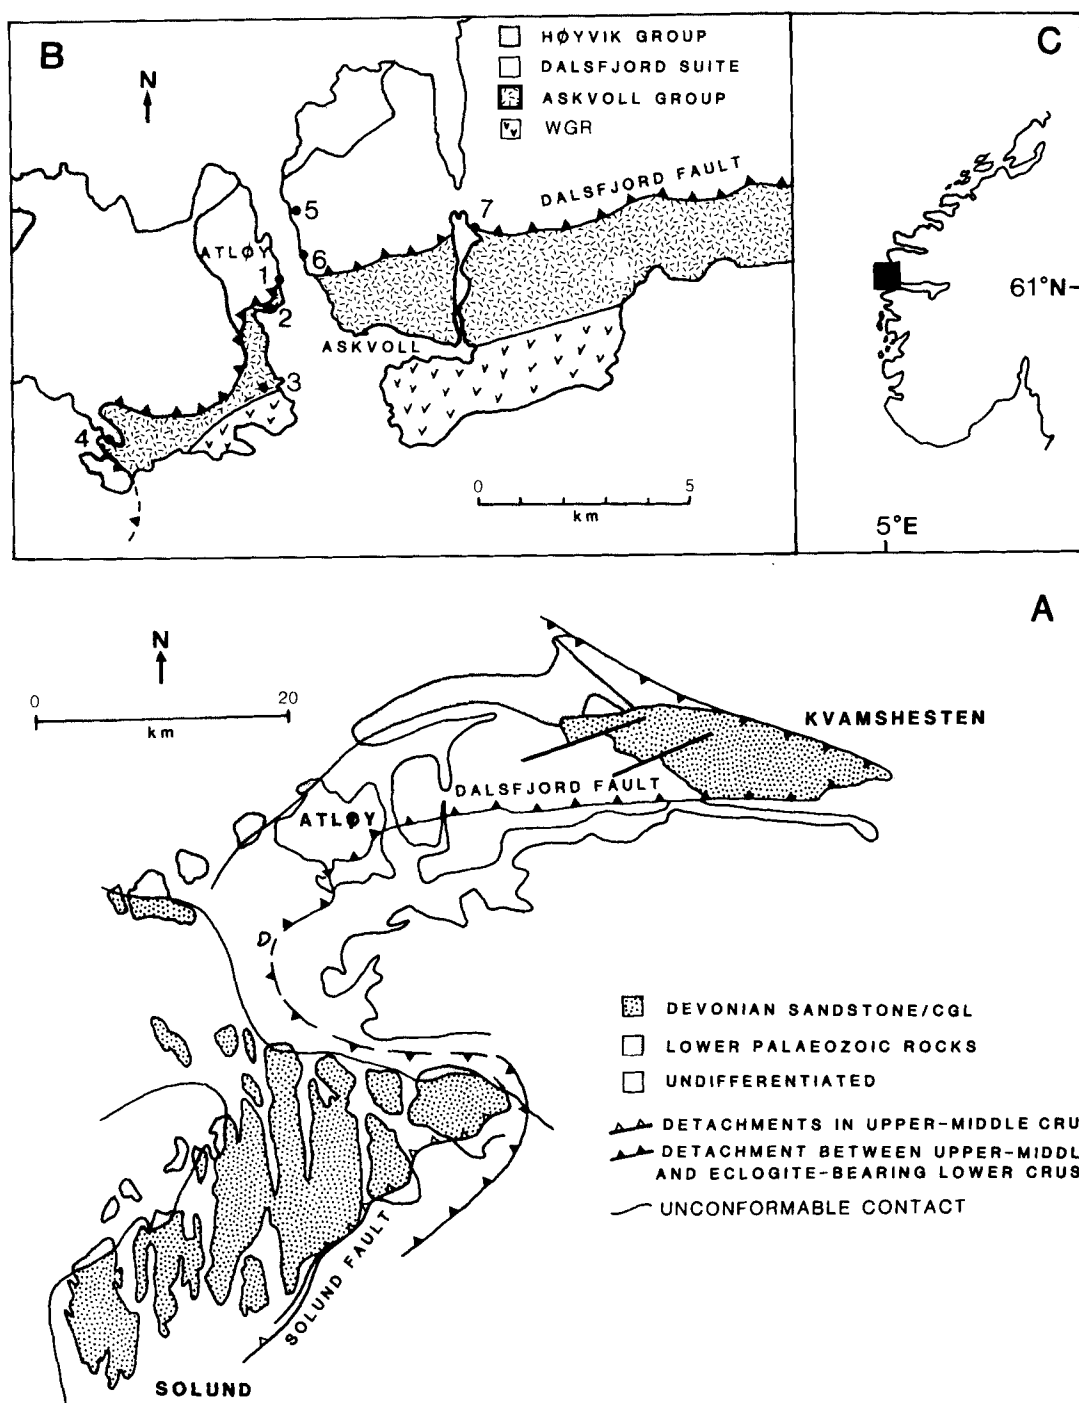 B
N
HØYVIK GROUP
DALSFJORD SUITE
ASKVOLL GROUP
WGR
DALSFJORD FAULT
5
7
6
ATLØY
1
2
ASKVOLL
3
4
0 5
km
C
61°N
5°E
A
N
0 20
km
KVAMSHESTEN
DALSFJORD FAULT
ATLØY
DEVONIAN SANDSTONE/CGL
LOWER PALAEOZOIC ROCKS
UNDIFFERENTIATED
DETACHMENTS IN UPPER-MIDDLE CRU
DETACHMENT BETWEEN UPPER-MIDDL
AND ECLOGITE-BEARING LOWER CRUS
UNCONFORMABLE CONTACT
SOLUND FAULT
SOLUND